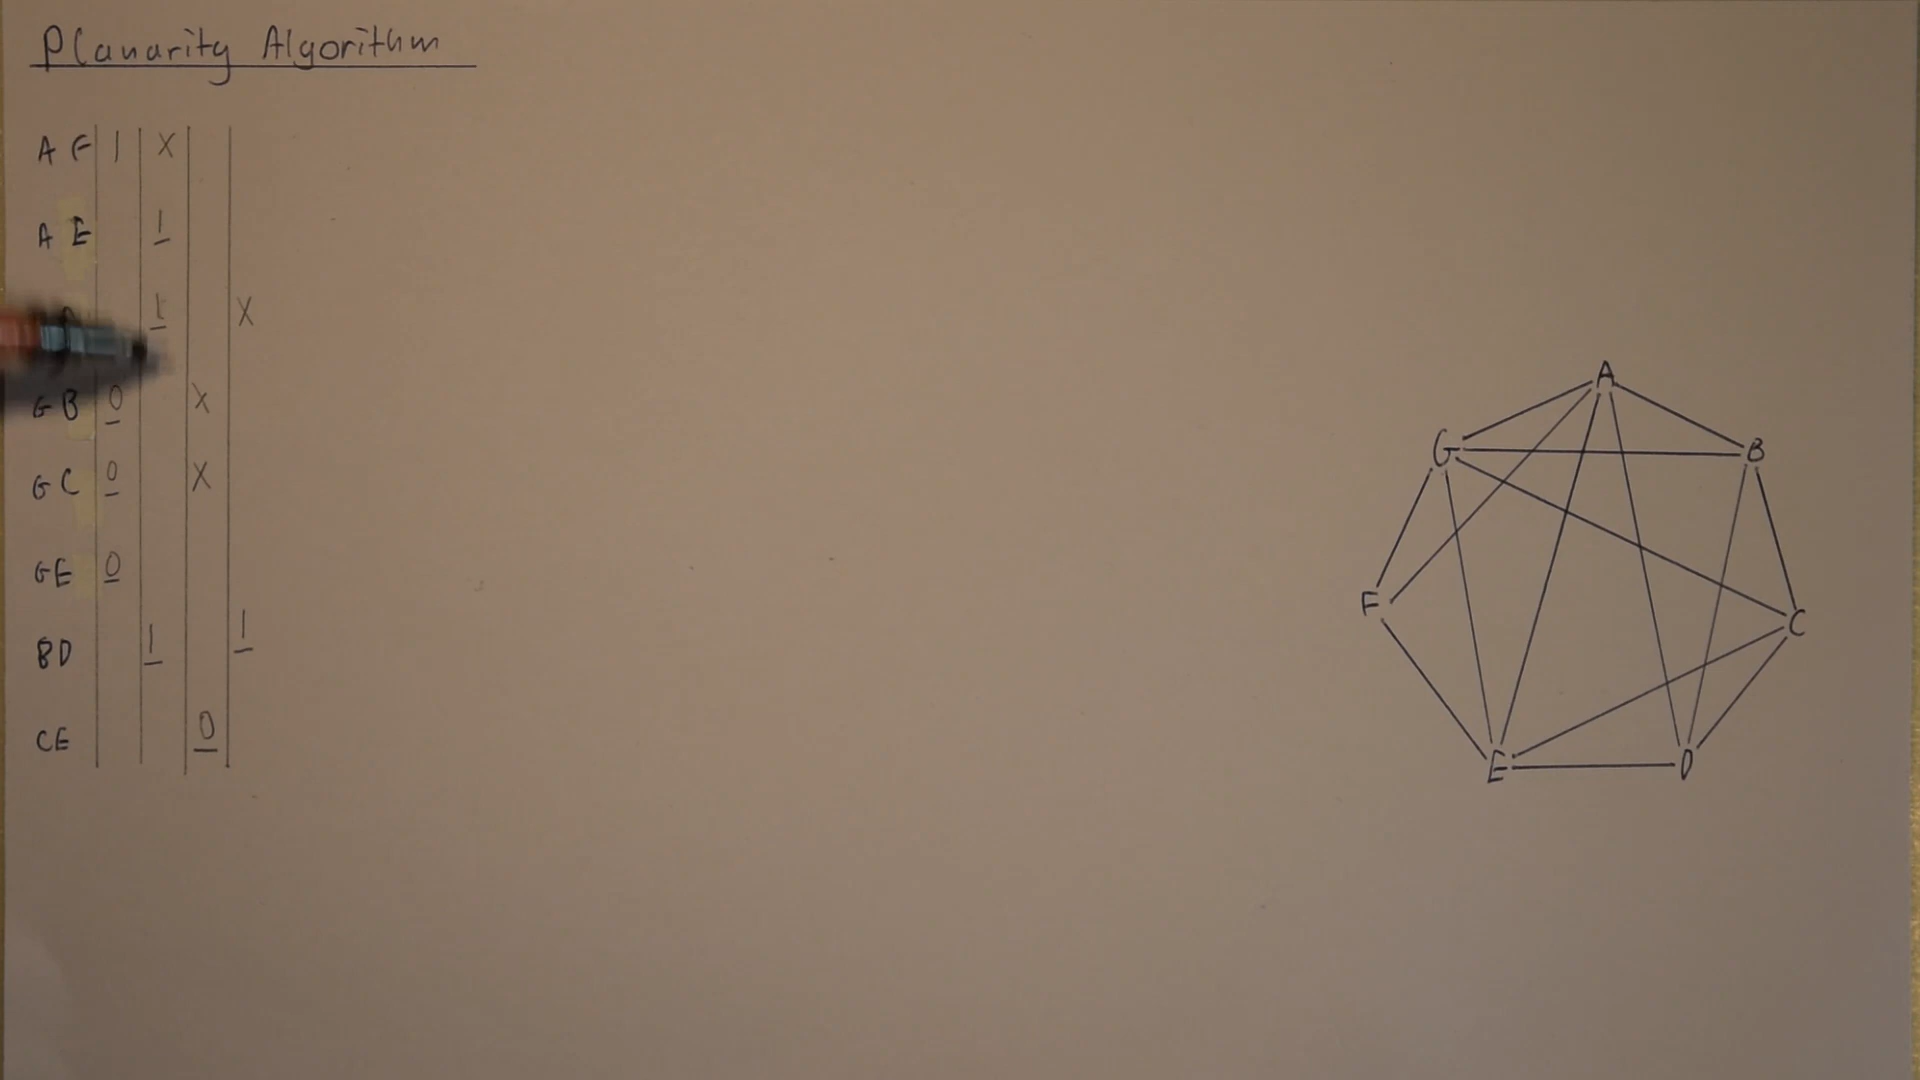 Planarity Algorithm
A F 1 X
A E 1
1 X
G B 0 X
G C 0 X
G E 0
B D 1 1
C E 0
A
G B
F C
E D